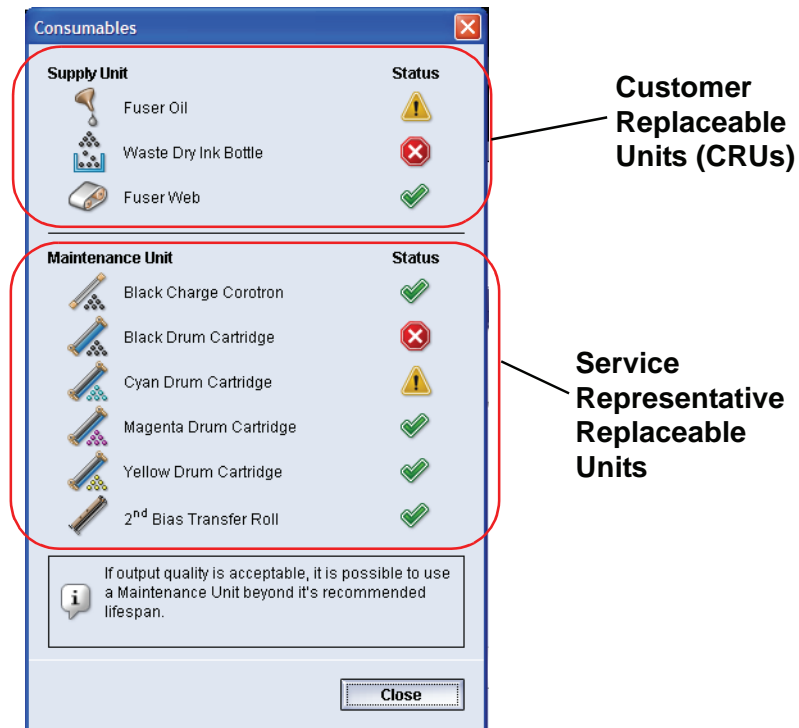 Consumables
Supply Unit Status
Fuser Oil
Waste Dry Ink Bottle
Fuser Web
Customer
Replaceable
Units (CRUs)
Maintenance Unit Status
Black Charge Corotron
Black Drum Cartridge
Cyan Drum Cartridge
Magenta Drum Cartridge
Yellow Drum Cartridge
2nd Bias Transfer Roll
Service
Representative
Replaceable
Units
If output quality is acceptable, it is possible to use
a Maintenance Unit beyond it's recommended
lifespan.
Close